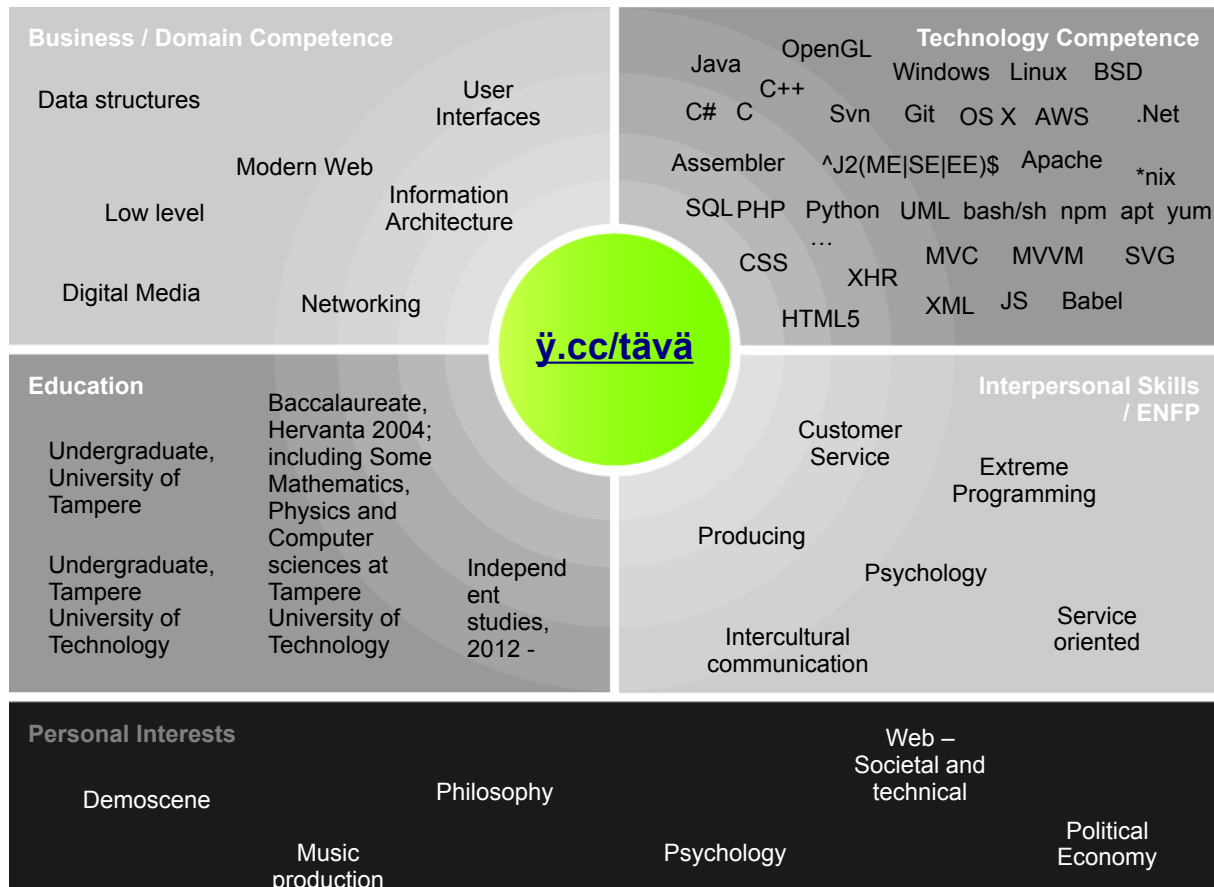 Business / Domain Competence
Data structures
User
Interfaces
Modern Web
Low level
Information
Architecture
Digital Media
Networking
Technology Competence
OpenGL
Java
Windows
Linux
BSD
C++
C#
C
Svn
Git
OS X
AWS
.Net
Assembler
^J2(ME|SE|EE)$
Apache
*nix
SQL
PHP
Python
UML
bash/sh
npm
apt
yum
…
CSS
XHR
MVC
MVVM
SVG
HTML5
XML
JS
Babel
ÿ.cc/tävä
Education
Undergraduate,
University of
Tampere
Undergraduate,
Tampere
University of
Technology
Baccalaureate,
Hervanta 2004;
including Some
Mathematics,
Physics and
Computer
sciences at
Tampere
University of
Technology
Independ
ent
studies,
2012 -
Interpersonal Skills
/ ENFP
Customer
Service
Extreme
Programming
Producing
Psychology
Intercultural
communication
Service
oriented
Personal Interests
Demoscene
Music
production
Philosophy
Psychology
Web –
Societal and
technical
Political
Economy